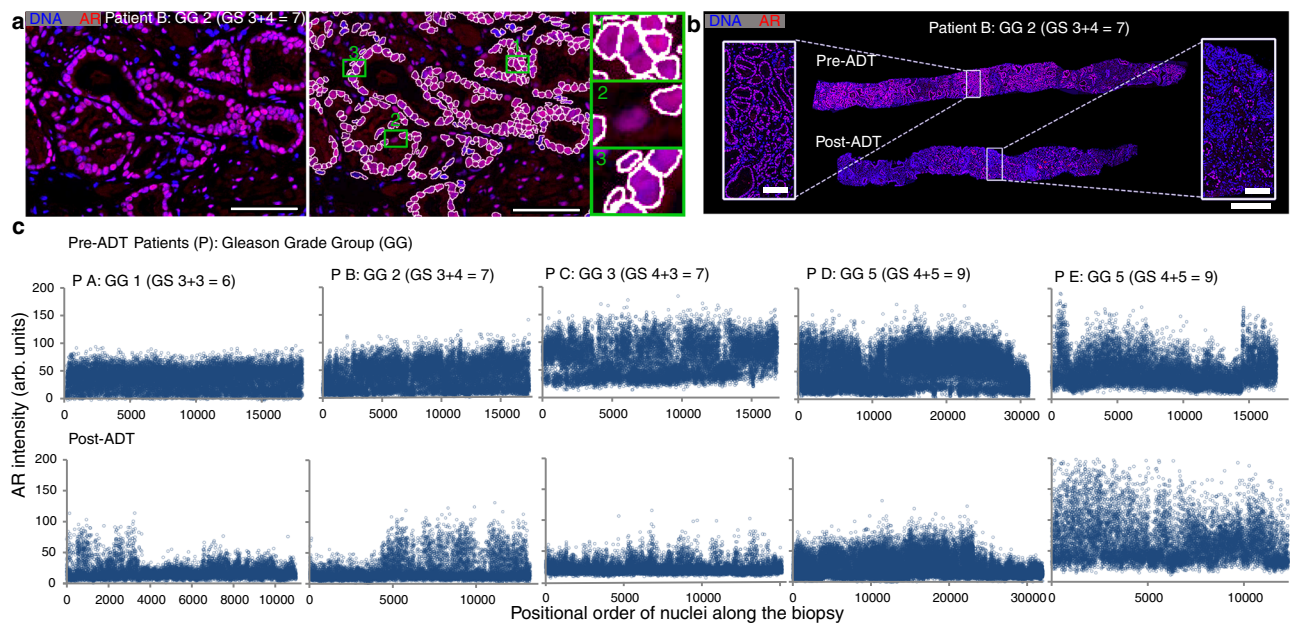 a
DNA AR Patient B: GG 2 (GS 3+4 = 7)
3
1
2
2
3
b
DNA AR
Patient B: GG 2 (GS 3+4 = 7)
Pre-ADT
Post-ADT
c
Pre-ADT Patients (P): Gleason Grade Group (GG)
P A: GG 1 (GS 3+3 = 6)
P B: GG 2 (GS 3+4 = 7)
P C: GG 3 (GS 4+3 = 7)
P D: GG 5 (GS 4+5 = 9)
P E: GG 5 (GS 4+5 = 9)
200
150
100
50
0
0 5000 10000 15000
0 5000 10000 15000
0 5000 10000 15000
0 10000 20000 30000
0 5000 10000 15000
Post-ADT
200
150
100
50
0
0 2000 4000 6000 8000 10000
0 5000 10000
0 5000 10000 15000
0 10000 20000 30000
0 5000 10000
AR intensity (arb. units)
Positional order of nuclei along the biopsy